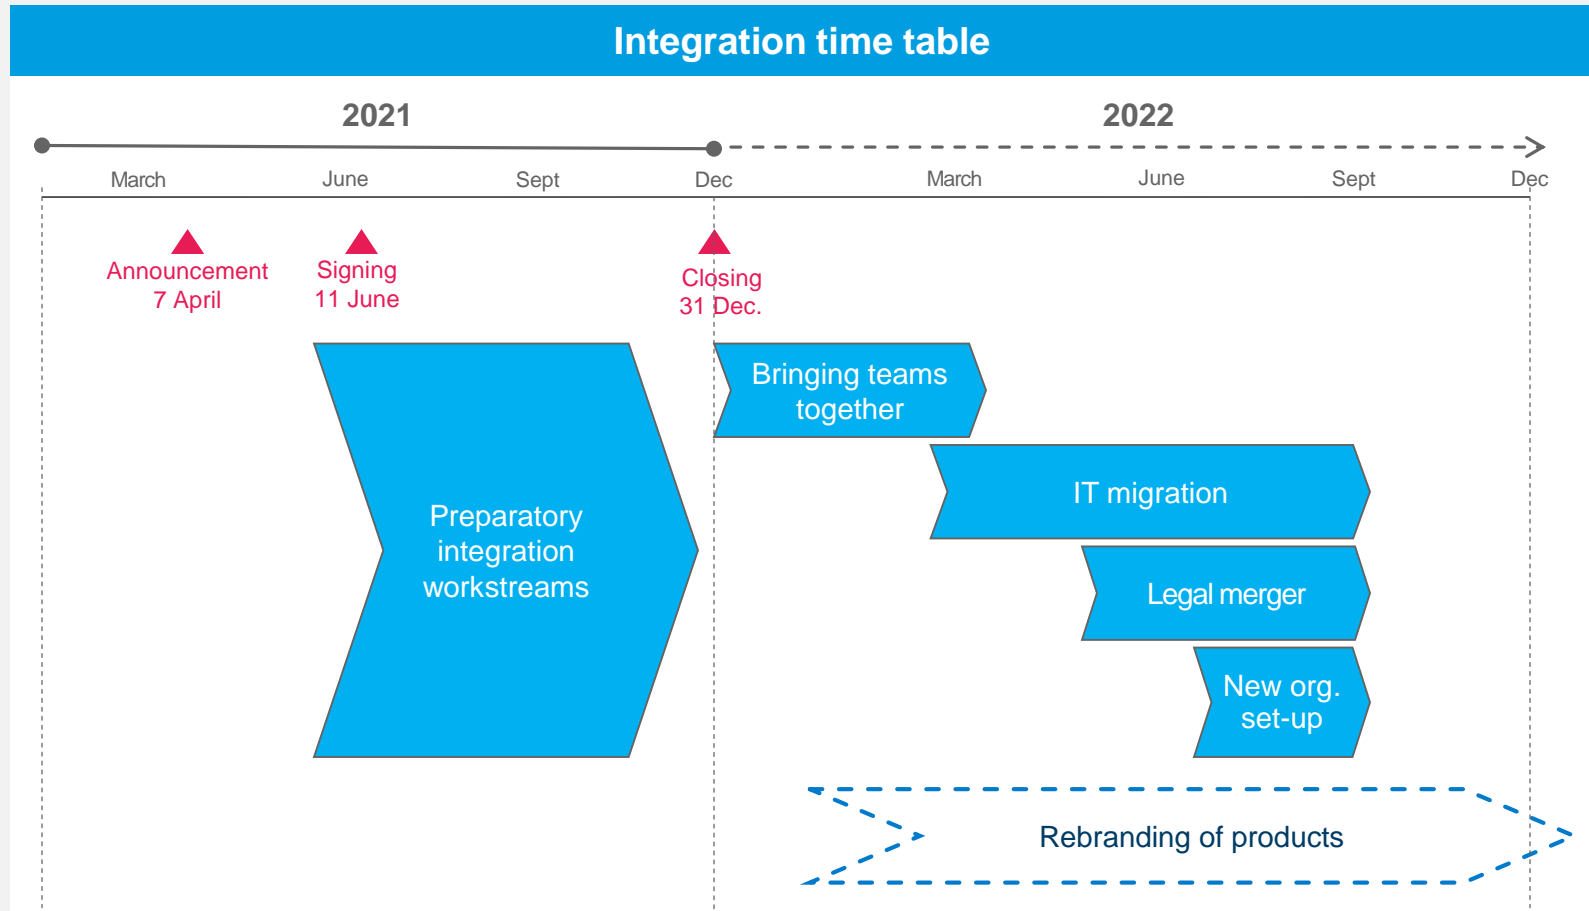 Integration time table
2021
2022
March
June
Sept
Dec
March
June
Sept
Dec
Announcement
7 April
Signing
11 June
Closing
31 Dec.
Bringing teams
together
IT migration
Preparatory
integration
workstreams
Legal merger
New org.
set-up
Rebranding of products